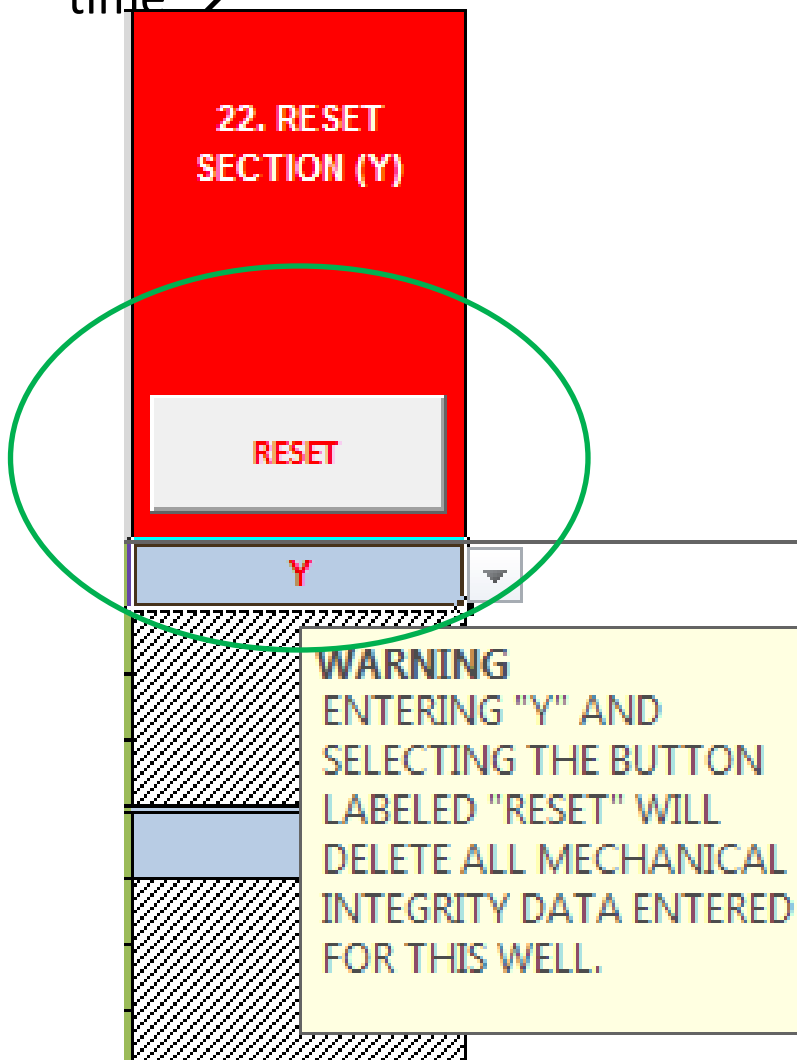 time
22. RESET
SECTION (Y)
RESET
Y
WARNING
ENTERING "Y" AND
SELECTING THE BUTTON
LABELED "RESET" WILL
DELETE ALL MECHANICAL
INTEGRITY DATA ENTERED
FOR THIS WELL.